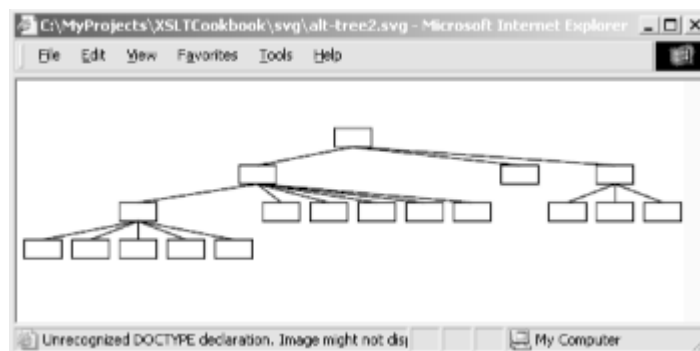 C:\MyProjects\XSLTCookbook\svg\alt-tree2.svg - Microsoft Internet Explorer
File Edit View Favorites Tools Help
Unrecognized DOCTYPE declaration. Image might not disp
My Computer